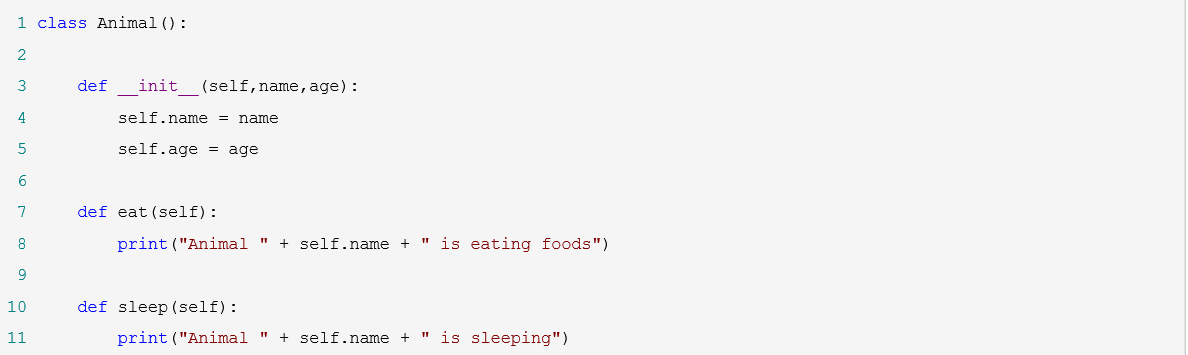 1 class Animal():
2
3     def __init__(self,name,age):
4         self.name = name
5         self.age = age
6
7     def eat(self):
8         print("Animal " + self.name + " is eating foods")
9
10     def sleep(self):
11         print("Animal " + self.name + " is sleeping")